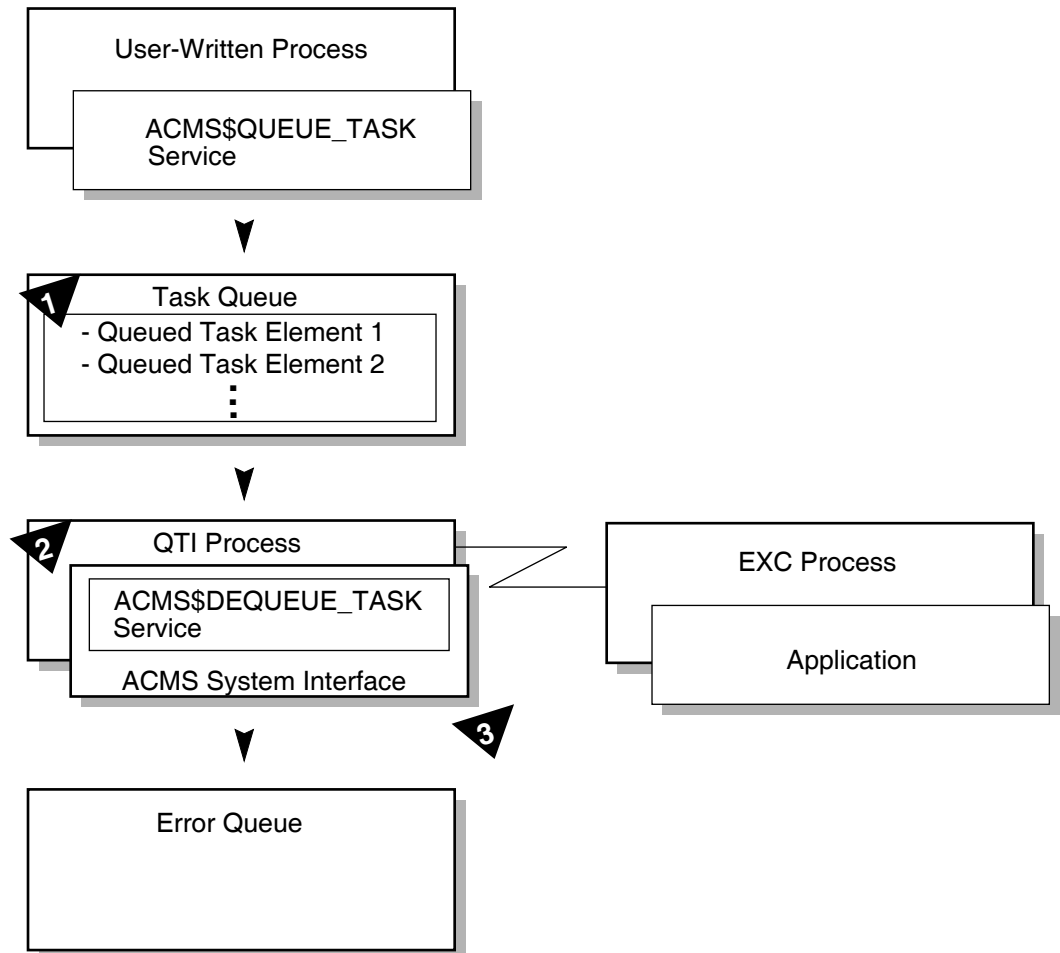 User-Written Process
ACMS$QUEUE_TASK
Service
1
Task Queue
- Queued Task Element 1
- Queued Task Element 2
2
QTI Process
ACMS$DEQUEUE_TASK
Service
ACMS System Interface
EXC Process
Application
3
Error Queue